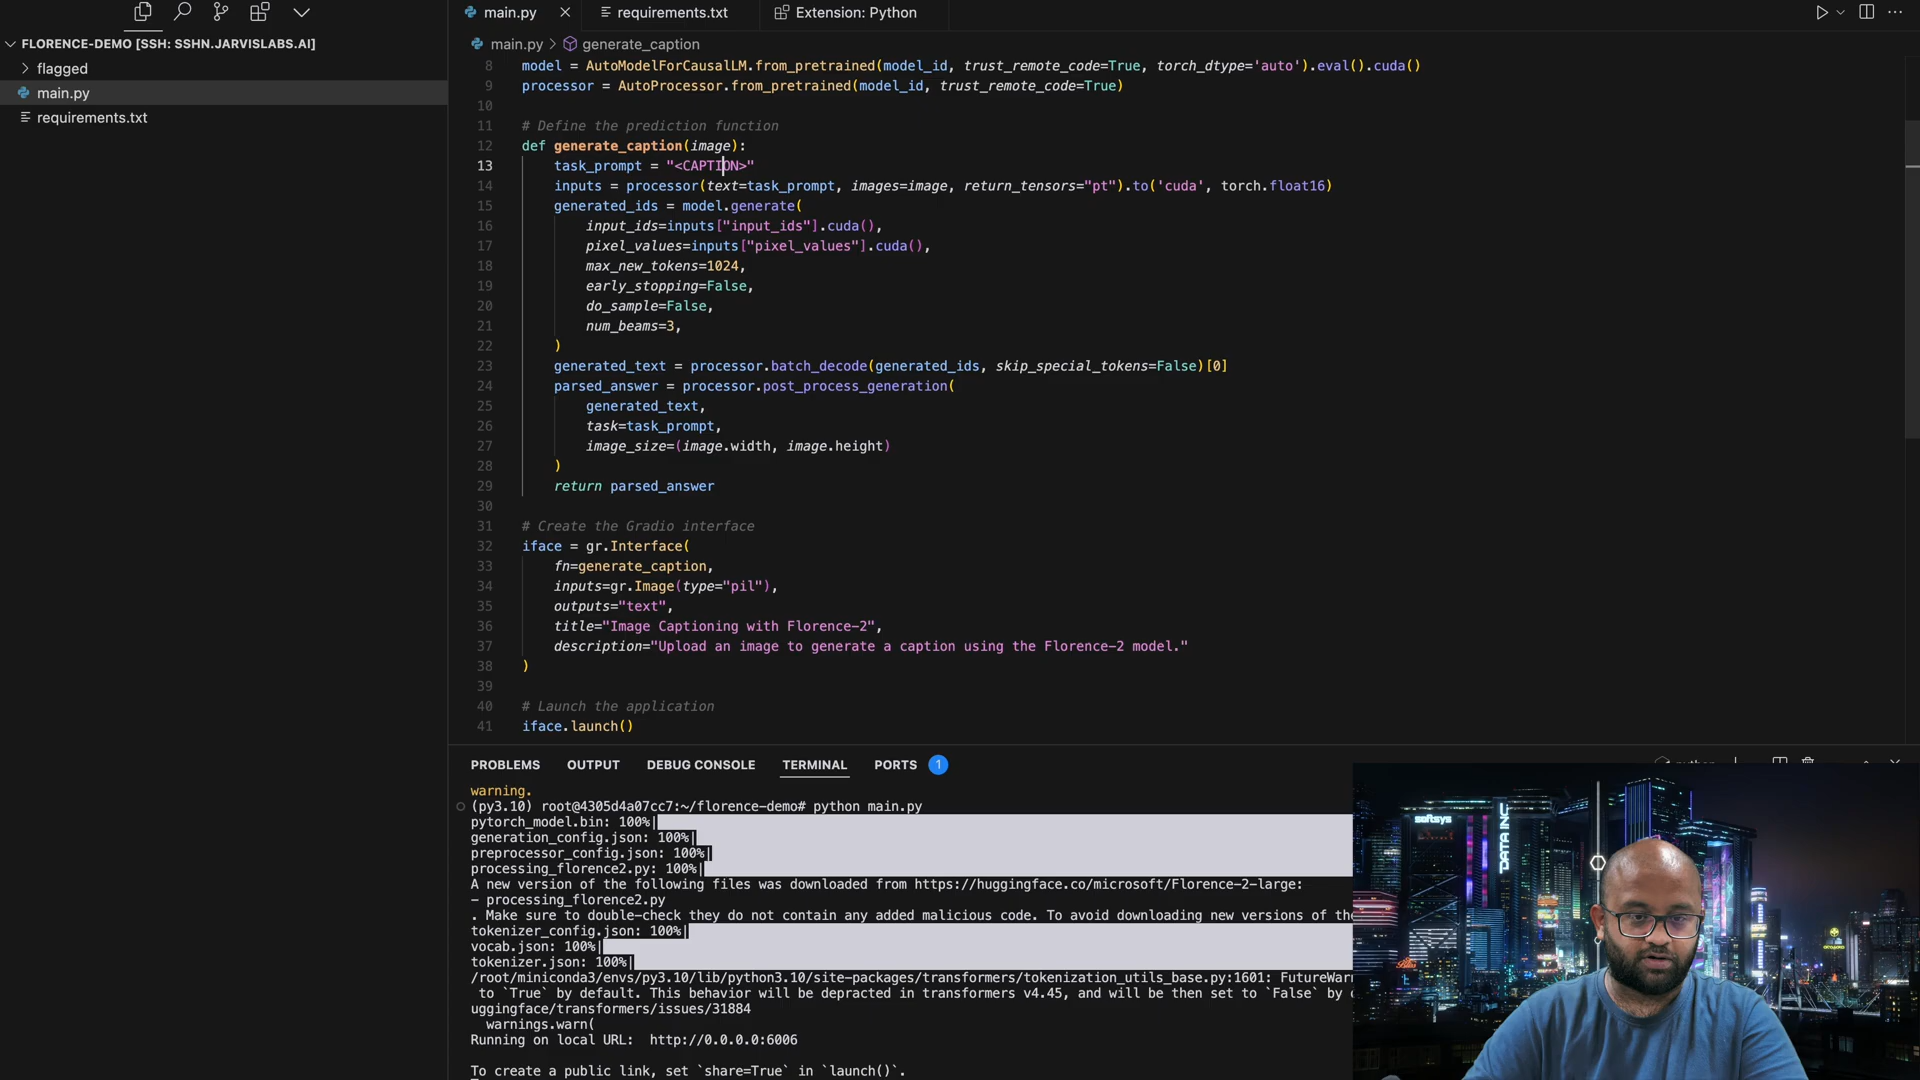 main.py
requirements.txt
Extension: Python
FLORENCE-DEMO [SSH: SSHN.JARVISLABS.AI]
flagged
main.py
requirements.txt
main.py > generate_caption
8 model = AutoModelForCausalLM.from_pretrained(model_id, trust_remote_code=True, torch_dtype='auto').eval().cuda()
9 processor = AutoProcessor.from_pretrained(model_id, trust_remote_code=True)
10
11 # Define the prediction function
12 def generate_caption(image):
13 task_prompt = "<CAPTION>"
14 inputs = processor(text=task_prompt, images=image, return_tensors="pt").to('cuda', torch.float16)
15 generated_ids = model.generate(
16 input_ids=inputs["input_ids"].cuda(),
17 pixel_values=inputs["pixel_values"].cuda(),
18 max_new_tokens=1024,
19 early_stopping=False,
20 do_sample=False,
21 num_beams=3,
22 )
23 generated_text = processor.batch_decode(generated_ids, skip_special_tokens=False)[0]
24 parsed_answer = processor.post_process_generation(
25 generated_text,
26 task=task_prompt,
27 image_size=(image.width, image.height)
28 )
29 return parsed_answer
30
31 # Create the Gradio interface
32 iface = gr.Interface(
33 fn=generate_caption,
34 inputs=gr.Image(type="pil"),
35 outputs="text",
36 title="Image Captioning with Florence-2",
37 description="Upload an image to generate a caption using the Florence-2 model."
38 )
39
40 # Launch the application
41 iface.launch()
PROBLEMS OUTPUT DEBUG CONSOLE TERMINAL PORTS 1
warning.
(py3.10) root@4305d4a07cc7:~/florence-demo# python main.py
pytorch_model.bin: 100%|
generation_config.json: 100%|
preprocessor_config.json: 100%|
processing_florence2.py: 100%|
A new version of the following files was downloaded from https://huggingface.co/microsoft/Florence-2-large:
- processing_florence2.py
. Make sure to double-check they do not contain any added malicious code. To avoid downloading new versions of the
tokenizer_config.json: 100%|
vocab.json: 100%|
tokenizer.json: 100%|
/root/miniconda3/envs/py3.10/lib/python3.10/site-packages/transformers/tokenization_utils_base.py:1601: FutureWar
to `True` by default. This behavior will be depracted in transformers v4.45, and will be then set to `False` by
uggingface/transformers/issues/31884
warnings.warn(
Running on local URL: http://0.0.0.0:6006
To create a public link, set `share=True` in `launch()`.
softsys
DATA INC